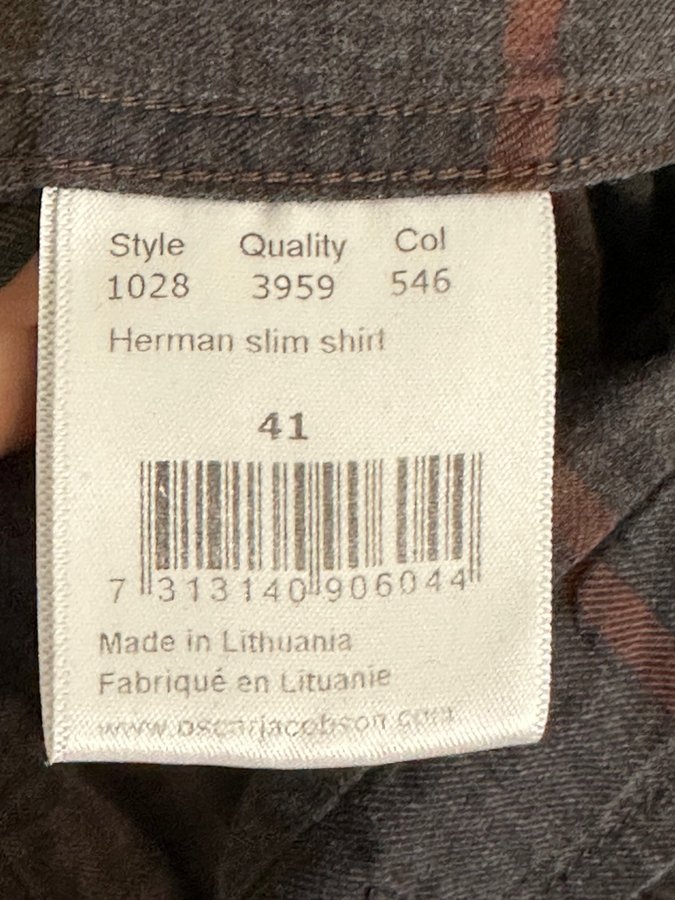 Style Quality Col
1028 3959 546
Herman slim shirt
41
7 313140 906044
Made in Lithuania
Fabriqué en Lituanie
www.oscarjacobson.com